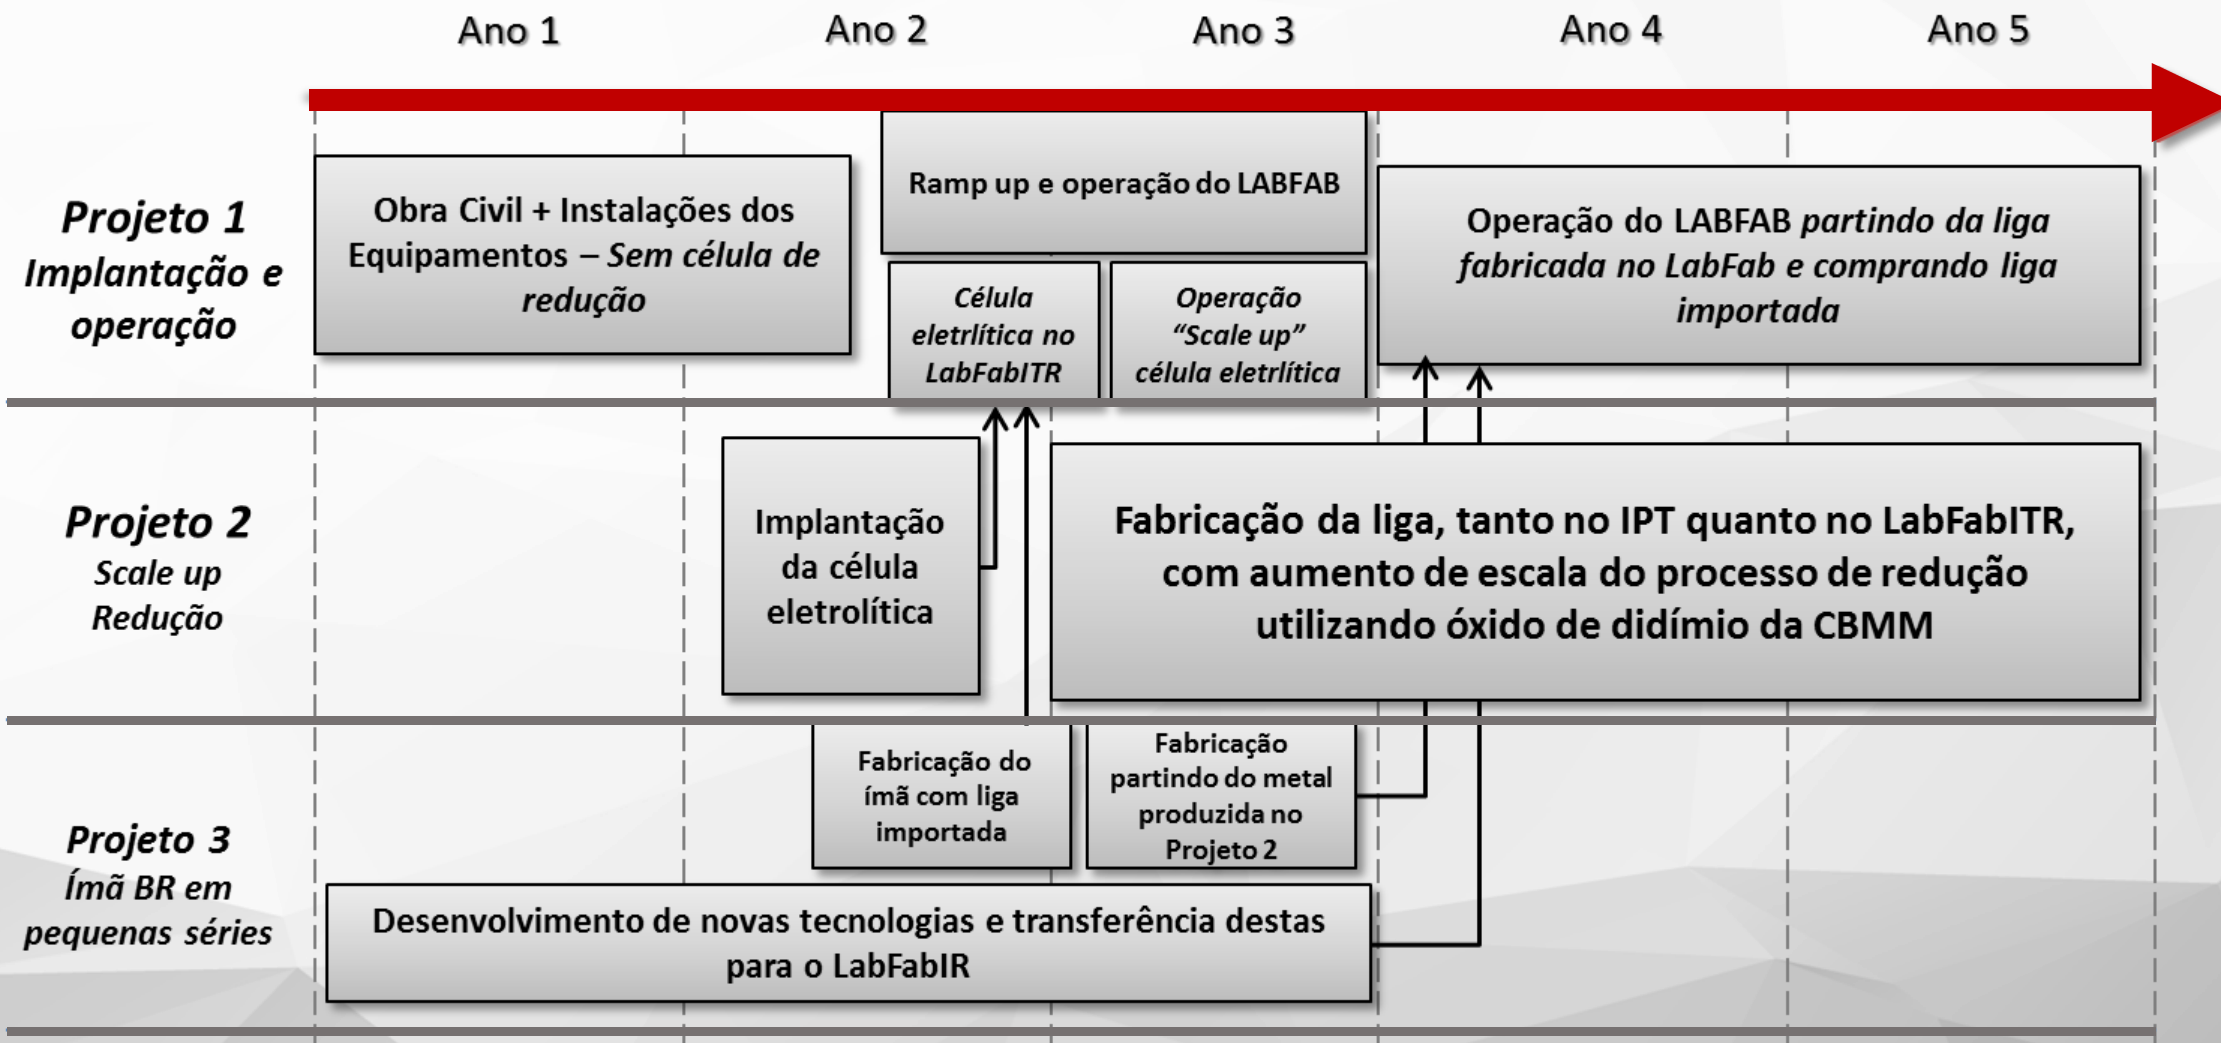 Ano 1
Ano 2
Ano 3
Ano 4
Ano 5
Projeto 1
Implantação e
operação
Obra Civil + Instalações dos
Equipamentos – Sem célula de
redução
Ramp up e operação do LABFAB
Célula
eletrlítica no
LabFabITR
Operação
“Scale up”
célula eletrlítica
Operação do LABFAB partindo da liga
fabricada no LabFab e comprando liga
importada
Projeto 2
Scale up
Redução
Implantação
da célula
eletrolítica
Fabricação da liga, tanto no IPT quanto no LabFabITR,
com aumento de escala do processo de redução
utilizando óxido de didímio da CBMM
Projeto 3
Ímã BR em
pequenas séries
Fabricação do
ímã com liga
importada
Fabricação
partindo do metal
produzida no
Projeto 2
Desenvolvimento de novas tecnologias e transferência destas
para o LabFabIR